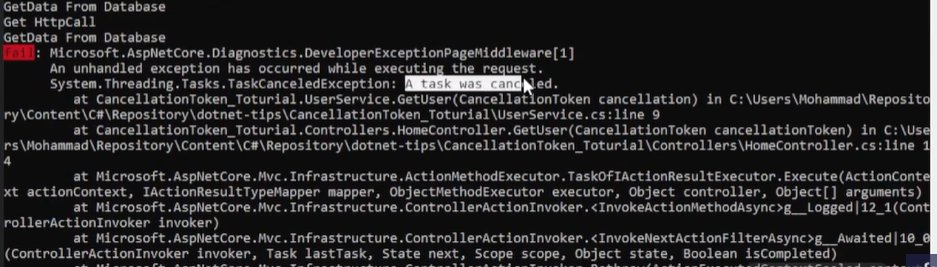 GetData From Database
Get HttpCall
GetData From Database
fail: Microsoft.AspNetCore.Diagnostics.DeveloperExceptionPageMiddleware[1]
An unhandled exception has occurred while executing the request.
System.Threading.Tasks.TaskCanceledException: A task was canceled.
at CancellationToken_Toturial.UserService.GetUser(CancellationToken cancellation) in C:\Users\Mohammad\Reposito
ry\Content\C#\Repository\dotnet-tips\CancellationToken_Toturial\UserService.cs:line 9
at CancellationToken_Toturial.Controllers.HomeController.GetUser(CancellationToken cancellationToken) in C:\Use
rs\Mohammad\Repository\Content\C#\Repository\dotnet-tips\CancellationToken_Toturial\Controllers\HomeController.cs:line 1
4
at Microsoft.AspNetCore.Mvc.Infrastructure.ActionMethodExecutor.TaskOfIActionResultExecutor.Execute(ActionConte
xt actionContext, IActionResultTypeMapper mapper, ObjectMethodExecutor executor, Object controller, Object[] arguments)
at Microsoft.AspNetCore.Mvc.Infrastructure.ControllerActionInvoker.<InvokeActionMethodAsync>g__Logged|12_1(Cont
rollerActionInvoker invoker)
at Microsoft.AspNetCore.Mvc.Infrastructure.ControllerActionInvoker.<InvokeNextActionFilterAsync>g__Awaited|10_0
(ControllerActionInvoker invoker, Task lastTask, State next, Scope scope, Object state, Boolean isCompleted)